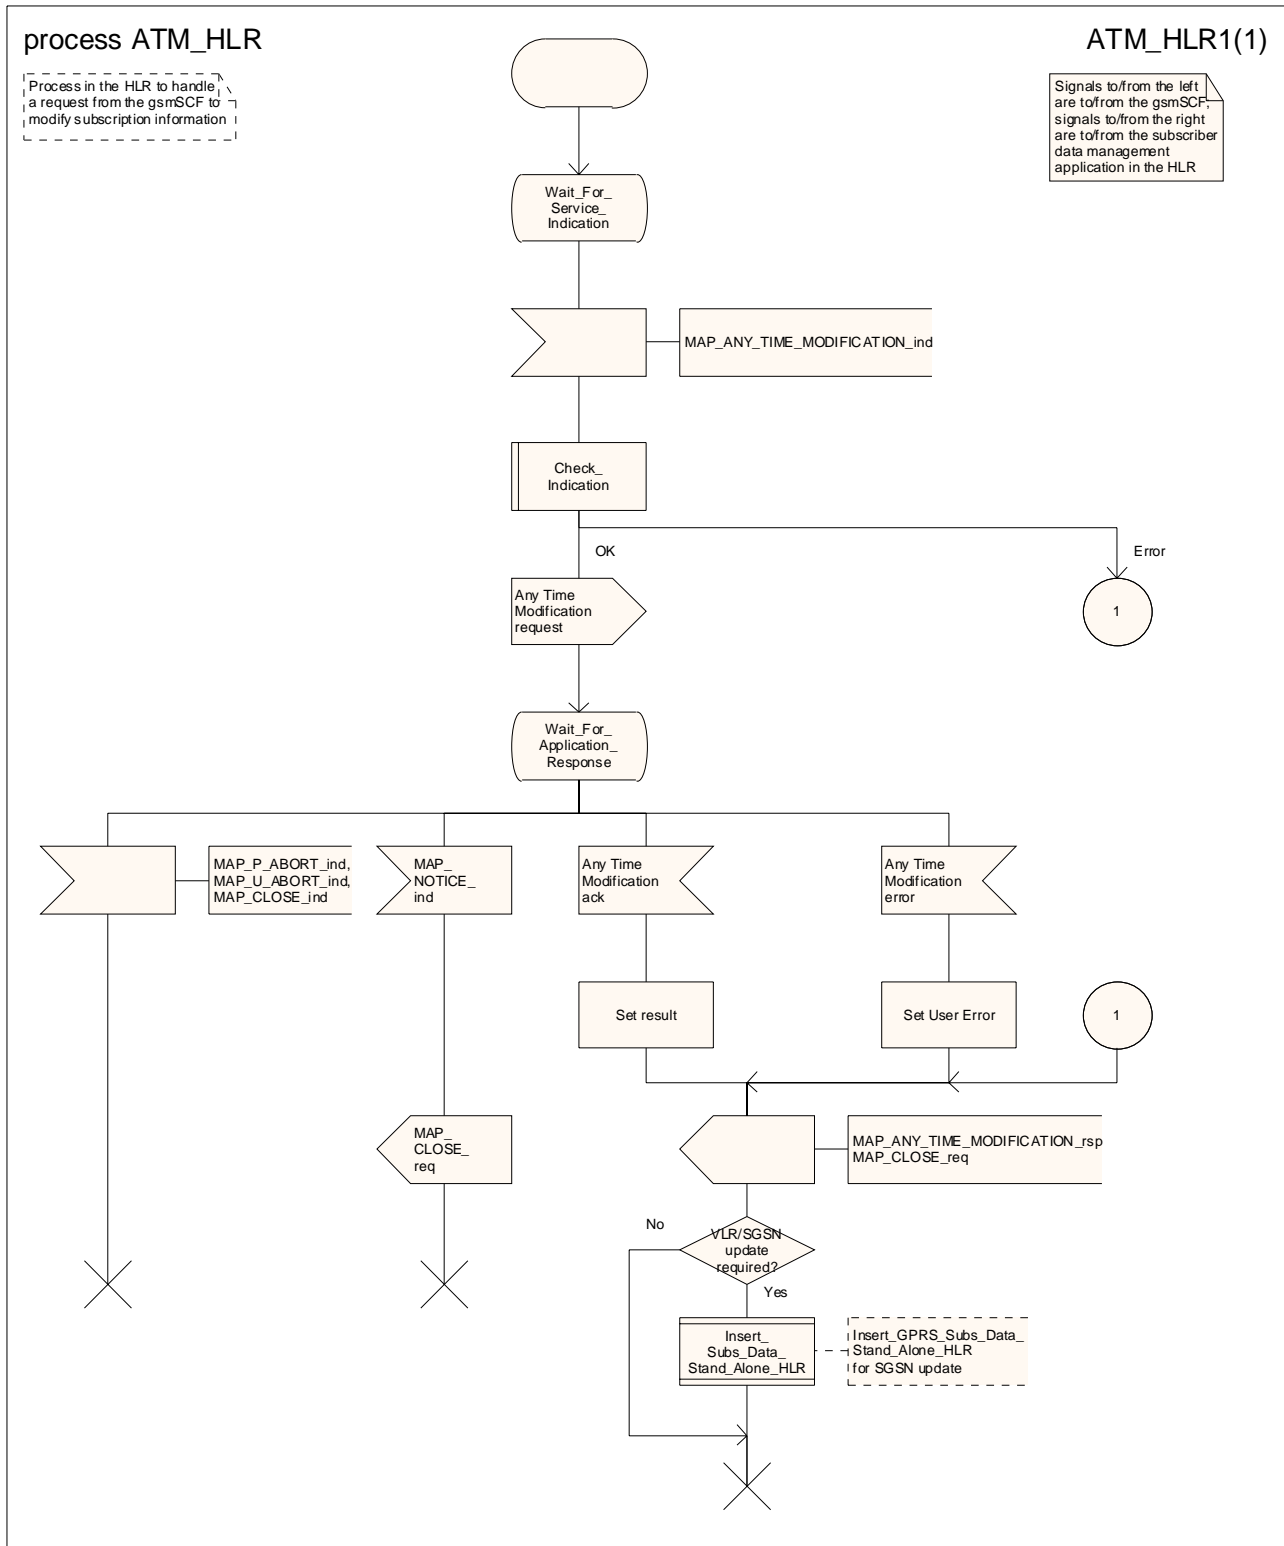 process ATM_HLR
ATM_HLR1(1)
Process in the HLR to handle
a request from the gsmSCF to
modify subscription information
Signals to/from the left
are to/from the gsmSCF;
signals to/from the right
are to/from the subscriber
data management
application in the HLR
Wait_For_
Service_
Indication
MAP_ANY_TIME_MODIFICATION_ind
Check_
Indication
OK
Error
Any Time
Modification
request
1
Wait_For_
Application_
Response
MAP_P_ABORT_ind,
MAP_U_ABORT_ind,
MAP_CLOSE_ind
MAP_
NOTICE_
ind
Any Time
Modification
ack
Any Time
Modification
error
Set result
Set User Error
1
MAP_
CLOSE_
req
MAP_ANY_TIME_MODIFICATION_rsp
MAP_CLOSE_req
No
VLR/SGSN
update
required?
Yes
Insert_
Subs_Data_
Stand_Alone_HLR
Insert_GPRS_Subs_Data_
Stand_Alone_HLR
for SGSN update